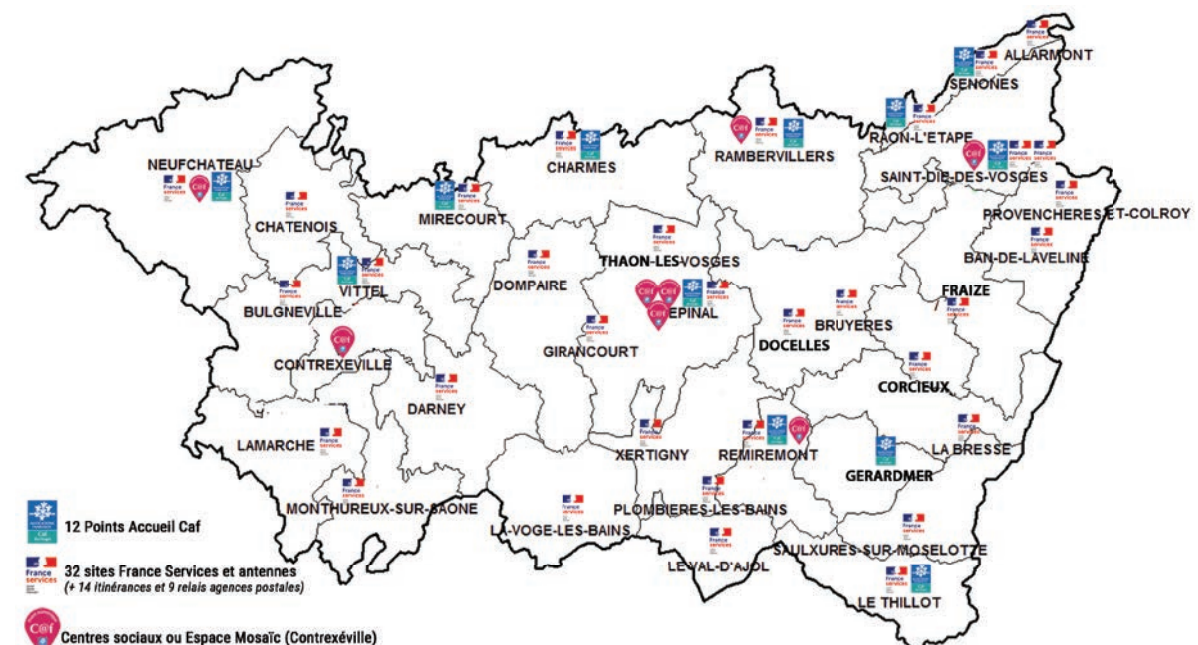 ALLARMONT
SENONES
RAON-L'ETAPE
CHARMES
RAMBERVILLERS
SAINT-DIE-DES-VOSGES
NEUFCHATEAU
CHATENOIS
MIRECOURT
PROVENCHERES-ET-COLROY
THAON-LES-VOSGES
BAN-DE-LAVELINE
VITTEL
DOMPAIRE
BULGNEVILLE
EPINAL
FRAIZE
BRUYERES
GIRANCOURT
DOCELLES
CONTREXEVILLE
CORCIEUX
DARNEY
LAMARCHE
XERTIGNY
REMIREMONT
LA BRESSE
GERARDMER
MONTHUREUX-SUR-SAONE
PLOMBIERES-LES-BAINS
LA-VOGE-LES-BAINS
SAULXURES-SUR-MOSELOTTE
LE VAL-D'AJOL
LE THILLOT
Caf
12 Points Accueil Caf
France
services
32 sites France Services et antennes
(+ 14 itinérances et 9 relais agences postales)
C@f
Centres sociaux ou Espace Mosaïc (Contrexéville)